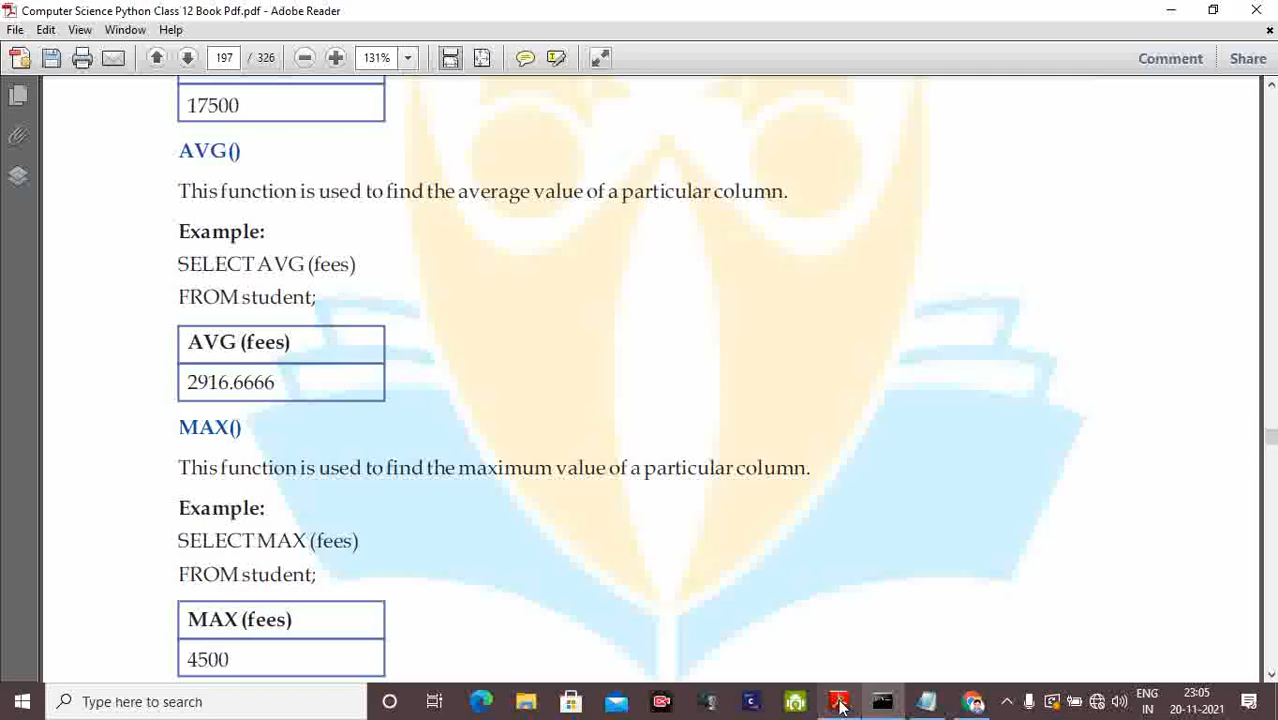 Computer Science Python Class 12 Book Pdf.pdf - Adobe Reader
File Edit View Window Help
197 / 326 131% Comment Share
17500
AVG()
This function is used to find the average value of a particular column.
Example:
SELECT AVG (fees)
FROM student;
AVG (fees)
2916.6666
MAX()
This function is used to find the maximum value of a particular column.
Example:
SELECT MAX (fees)
FROM student;
MAX (fees)
4500
Type here to search
ENG 23:05
IN 20-11-2021